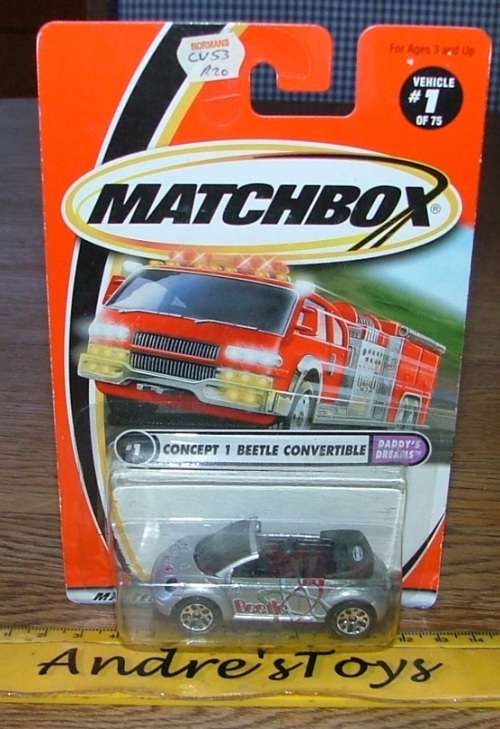 NORMANS
CV53
R20
For Ages 3 and Up
VEHICLE
#1
OF 75
MATCHBOX®
#1 CONCEPT 1 BEETLE CONVERTIBLE
DADDY'S
DREAMS™
Beetle
Andre'sToys